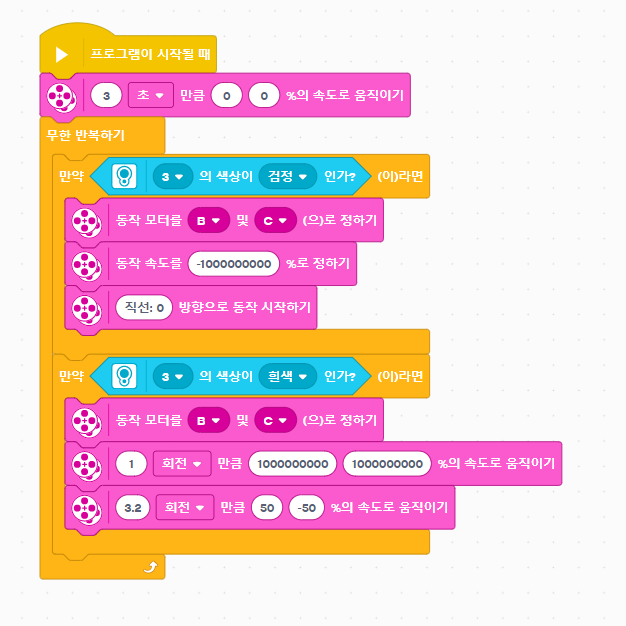 프로그램이 시작될 때
3 초 만큼 0 0 %의 속도로 움직이기
무한 반복하기
만약 3 의 색상이 검정 인가? (이)라면
동작 모터를 B 및 C (으)로 정하기
동작 속도를 -1000000000 %로 정하기
직선: 0 방향으로 동작 시작하기
만약 3 의 색상이 흰색 인가? (이)라면
동작 모터를 B 및 C (으)로 정하기
1 회전 만큼 1000000000 1000000000 %의 속도로 움직이기
3.2 회전 만큼 50 -50 %의 속도로 움직이기